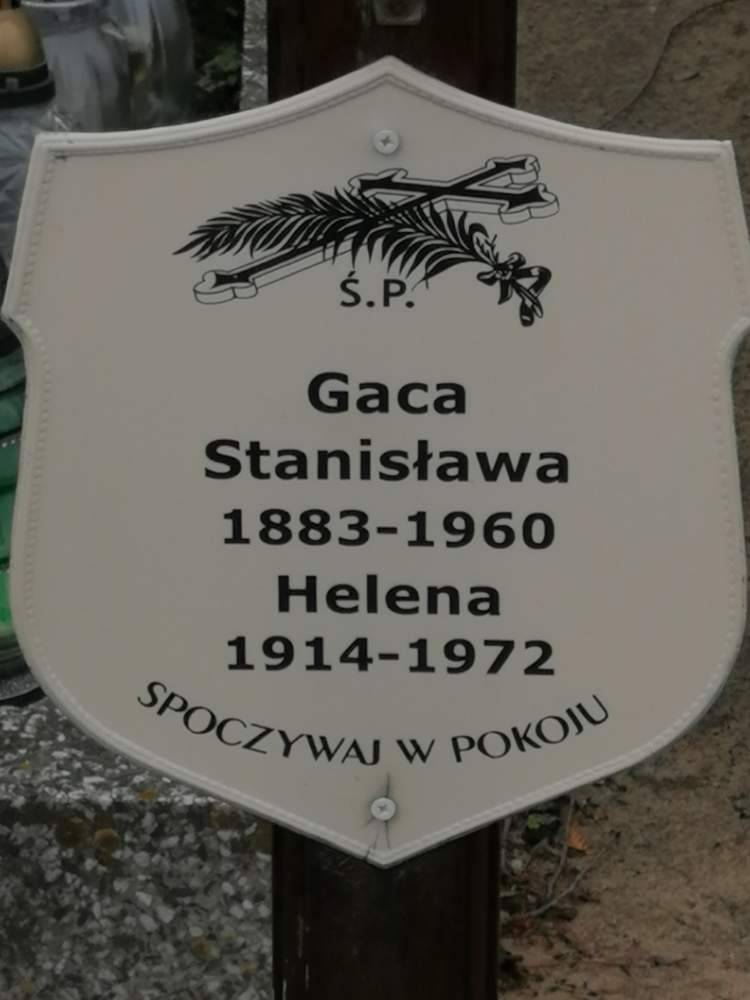 Ś.P.
Gaca
Stanisława
1883-1960
Helena
1914-1972
SPOCZYWAJ W POKOJU